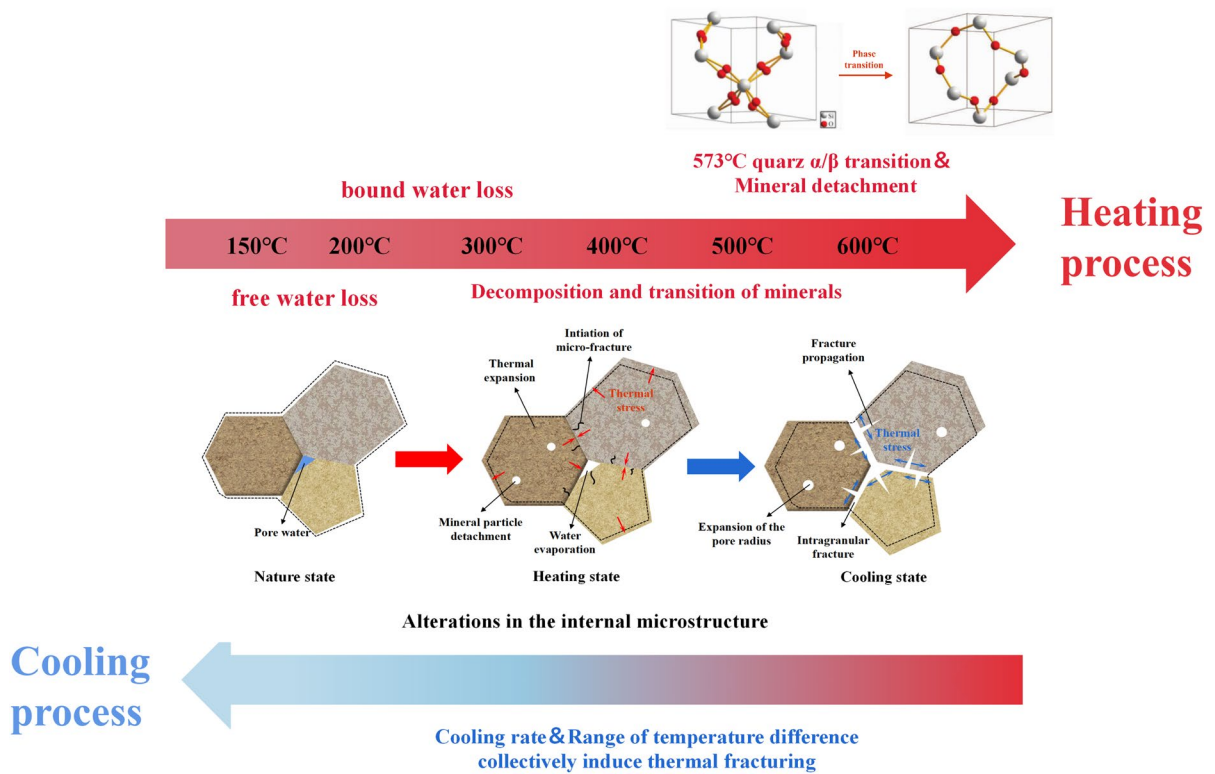 Phase
transition
Si
O
573℃ quarz α/β transition&
Mineral detachment
bound water loss
Heating
process
150℃ 200℃ 300℃ 400℃ 500℃ 600℃
free water loss
Decomposition and transition of minerals
Intiation of
micro-fracture
Thermal
expansion
Thermal
stress
Fracture
propagation
Thermal
stress
Pore water
Mineral particle
detachment
Water
evaporation
Expansion of the
pore radius
Intragranular
fracture
Nature state
Heating state
Cooling state
Alterations in the internal microstructure
Cooling
process
Cooling rate&Range of temperature difference
collectively induce thermal fracturing